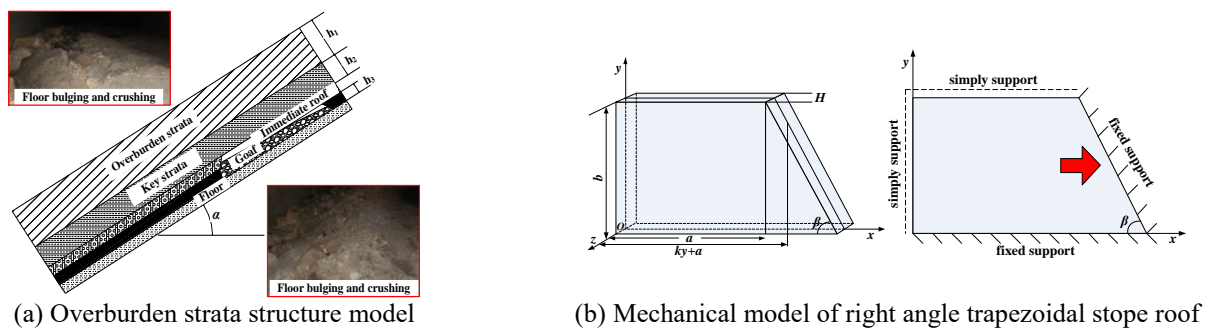 Floor bulging and crushing
h₁
h₂
h₃
Overburden strata
Key strata
Immediate roof
Goaf
Floor
α
Floor bulging and crushing
(a) Overburden strata structure model
y
H
b
O
β
z
a
x
ky+a
y
simply support
simply support
fixed support
β
x
fixed support
(b) Mechanical model of right angle trapezoidal stope roof